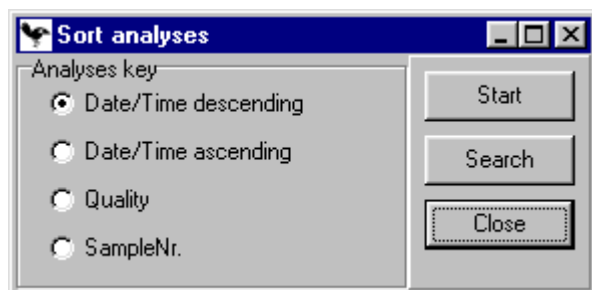 Sort analyses
Analyses key
Date/Time descending
Date/Time ascending
Quality
SampleNr.
Start
Search
Close